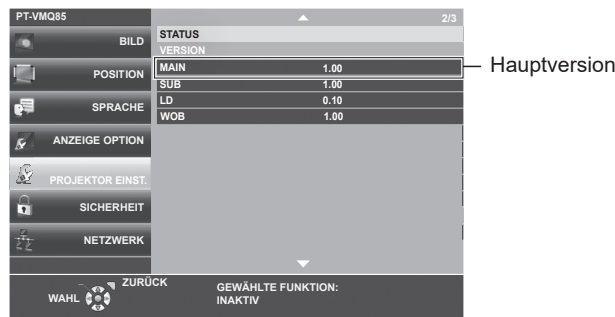 PT-VMQ85 2/3
BILD
POSITION
SPRACHE
ANZEIGE OPTION
PROJEKTOR EINST.
SICHERHEIT
NETZWERK
STATUS
VERSION
MAIN 1.00
SUB 1.00
LD 0.10
WOB 1.00
Hauptversion
ZURÜCK
WAHL
GEWÄHLTE FUNKTION:
INAKTIV